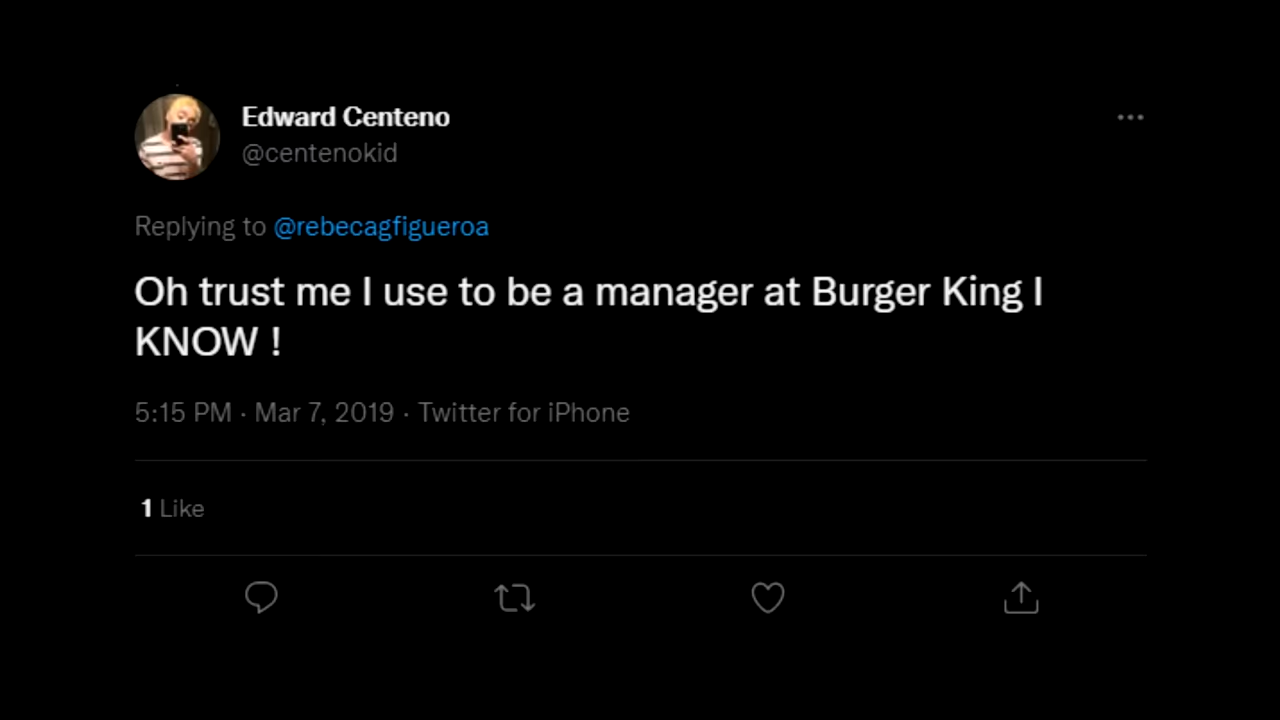 Edward Centeno
@centenokid
Replying to @rebecagfigueroa
Oh trust me I use to be a manager at Burger King I
KNOW !
5:15 PM · Mar 7, 2019 · Twitter for iPhone
1 Like